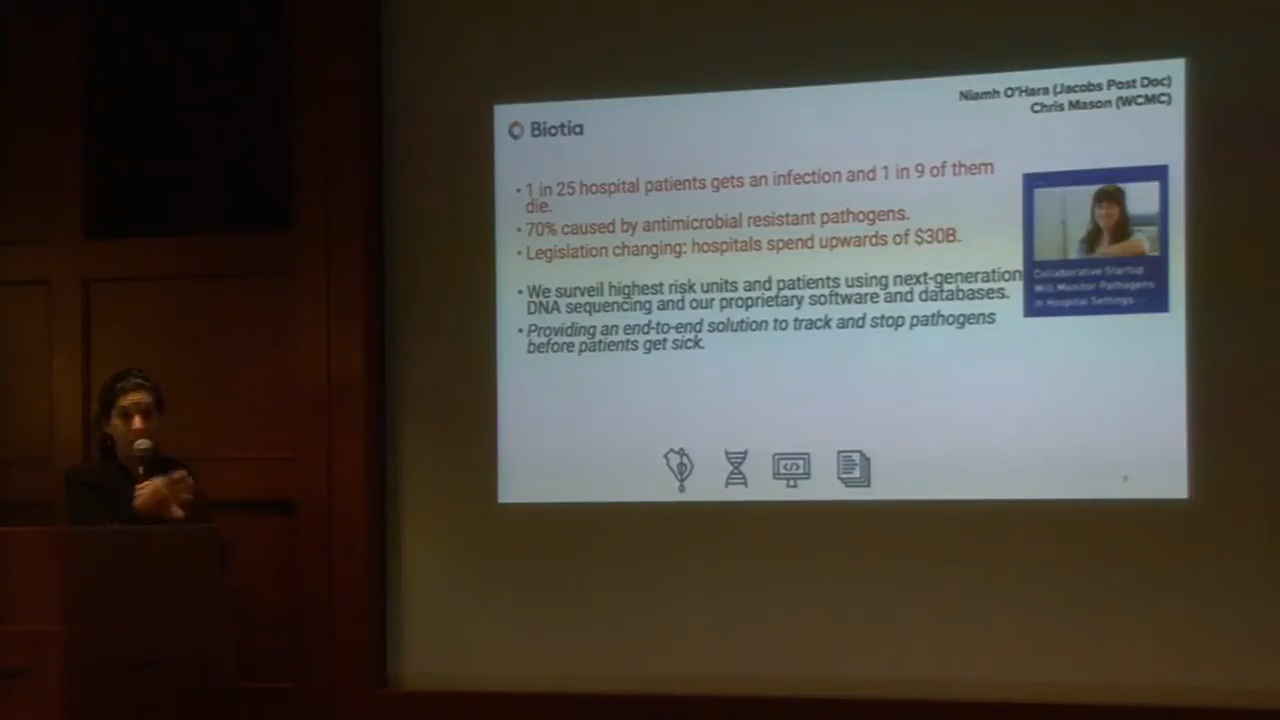 Niamh O'Hara (Jacobs Post Doc)
Chris Mason (WCMC)
Biotia
• 1 in 25 hospital patients gets an infection and 1 in 9 of them
die.
• 70% caused by antimicrobial resistant pathogens.
• Legislation changing: hospitals spend upwards of $30B.
• We surveil highest risk units and patients using next-generation
DNA sequencing and our proprietary software and databases.
• Providing an end-to-end solution to track and stop pathogens
before patients get sick.
Collaborative Startup
Will Monitor Pathogens
in Hospital Settings